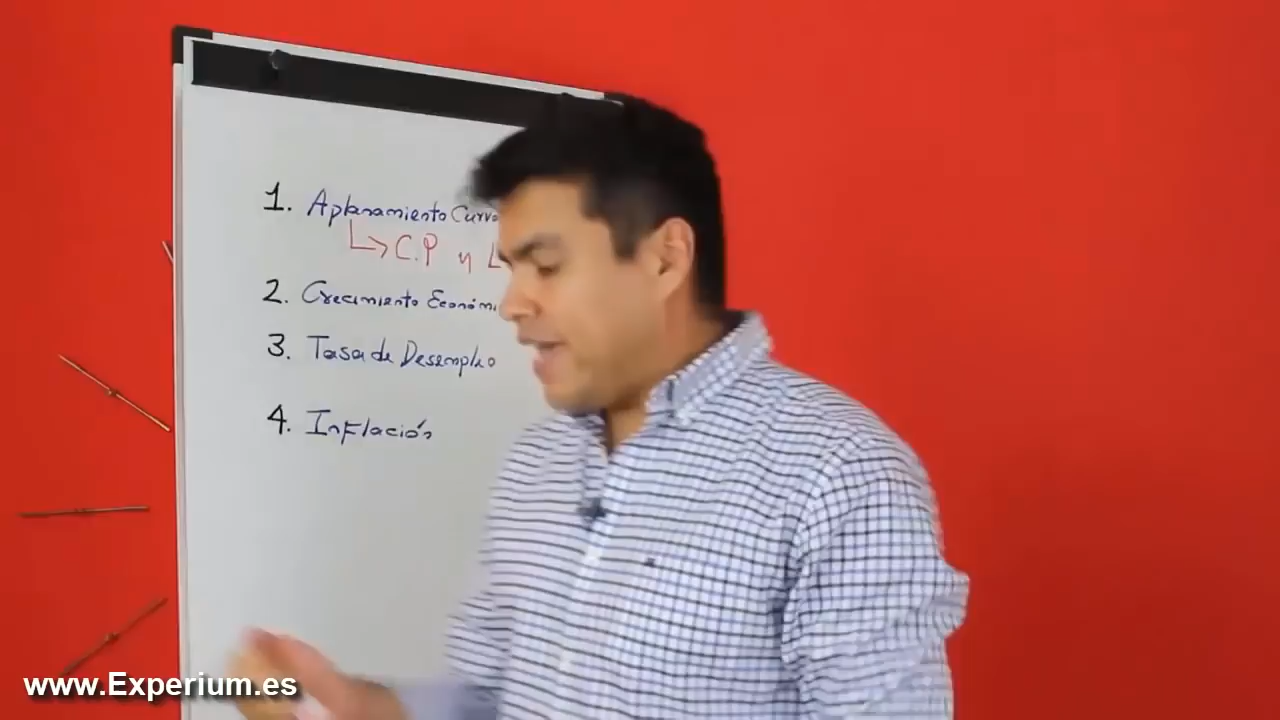 1. Aplanamiento Curva
↳ C.P y L
2. Crecimiento Económi
3. Tasa de Desempleo
4. Inflación
www.Experium.es